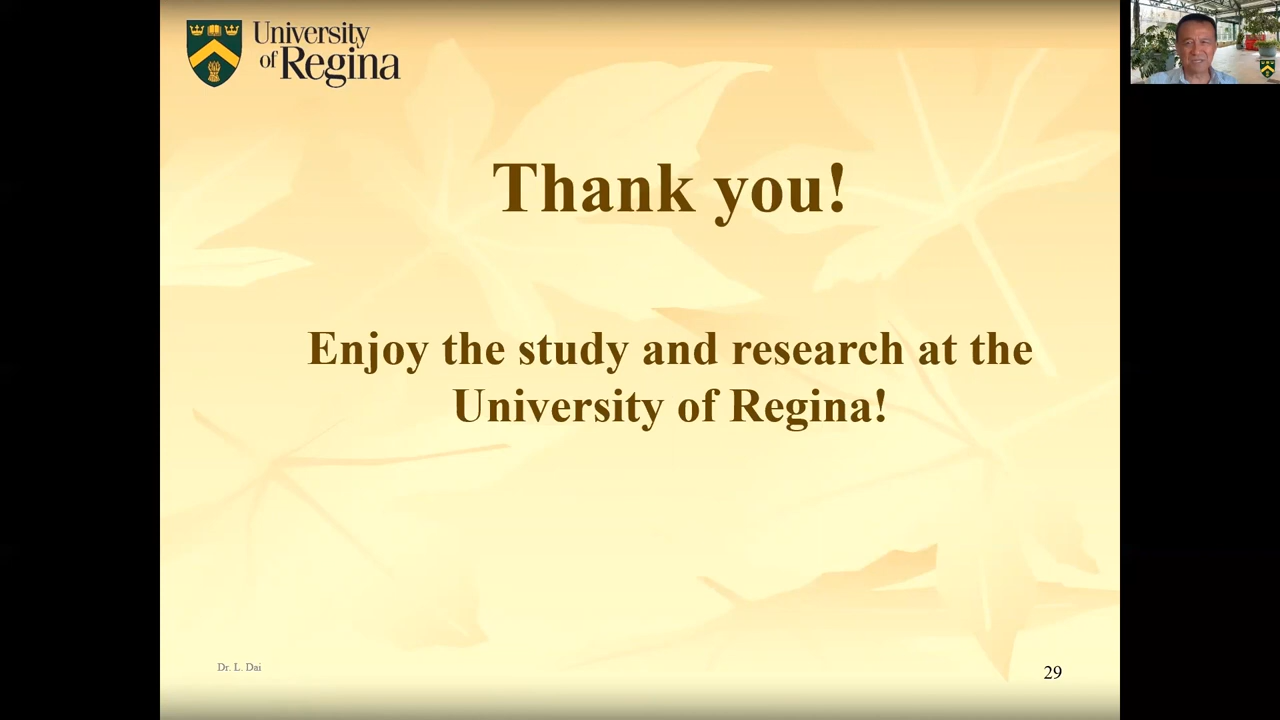 University
of Regina
Thank you!
Enjoy the study and research at the
University of Regina!
Dr. L. Dai
29